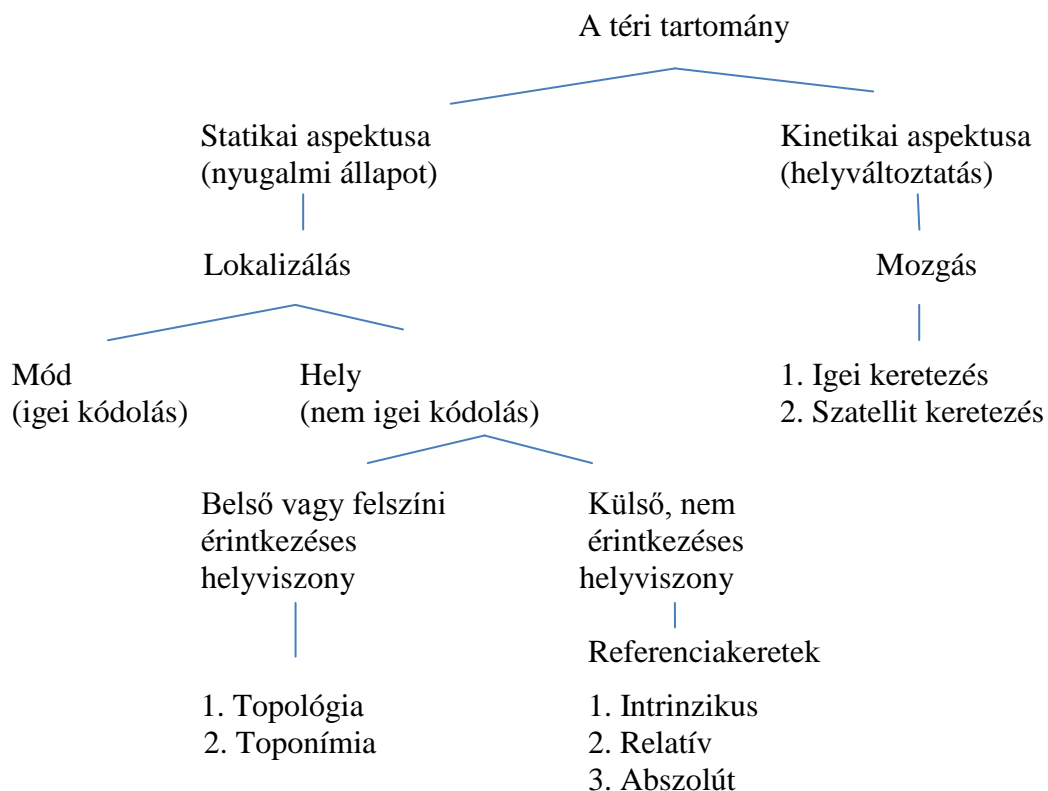 A téri tartomány
Statikai aspektusa
(nyugalmi állapot)
Kinetikai aspektusa
(helyváltoztatás)
Lokalizálás
Mozgás
Mód
(igei kódolás)
Hely
(nem igei kódolás)
1. Igei keretezés
2. Szatellit keretezés
Belső vagy felszíni
érintkezéses
helyviszony
Külső, nem
érintkezéses
helyviszony
Referenciakeretek
1. Topológia
2. Toponímia
1. Intrinzikus
2. Relatív
3. Abszolút